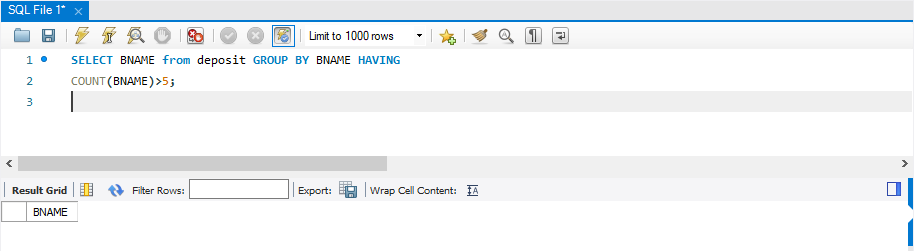 SQL File 1*
Limit to 1000 rows
1 SELECT BNAME from deposit GROUP BY BNAME HAVING
2 COUNT(BNAME)>5;
3
Result Grid Filter Rows: Export: Wrap Cell Content:
BNAME